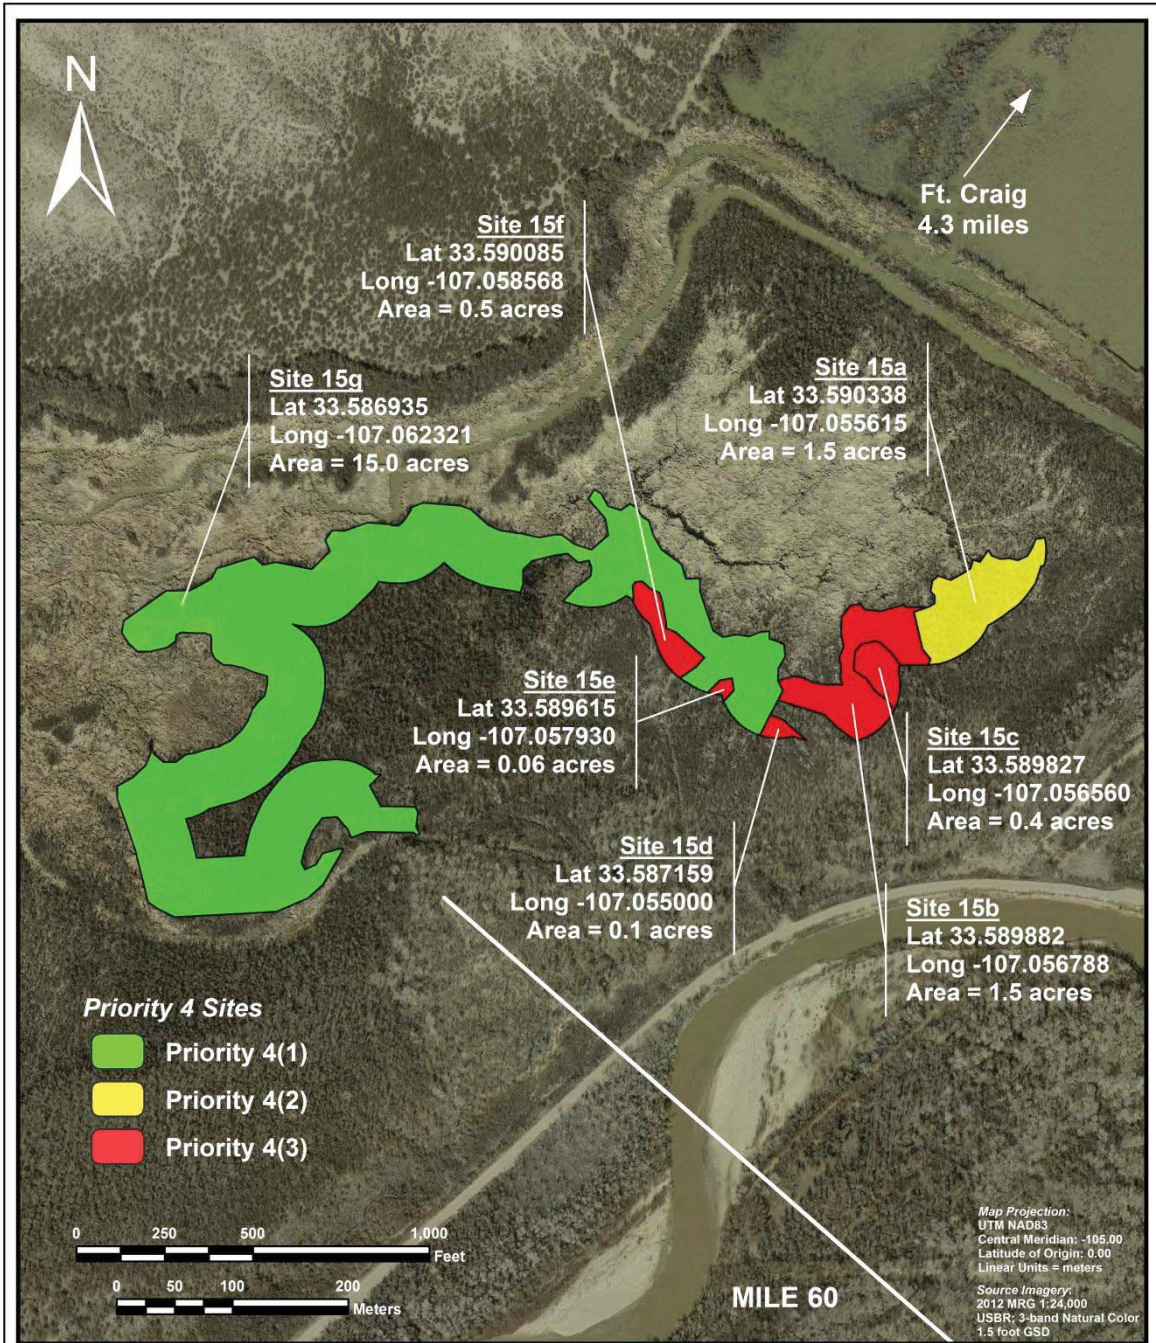 N
Ft. Craig
4.3 miles
Site 15f
Lat 33.590085
Long -107.058568
Area = 0.5 acres
Site 15g
Lat 33.586935
Long -107.062321
Area = 15.0 acres
Site 15a
Lat 33.590338
Long -107.055615
Area = 1.5 acres
Site 15e
Lat 33.589615
Long -107.057930
Area = 0.06 acres
Site 15c
Lat 33.589827
Long -107.056560
Area = 0.4 acres
Site 15d
Lat 33.587159
Long -107.055000
Area = 0.1 acres
Site 15b
Lat 33.589882
Long -107.056788
Area = 1.5 acres
Priority 4 Sites
Priority 4(1)
Priority 4(2)
Priority 4(3)
0 250 500 1,000
Feet
0 50 100 200
Meters
MILE 60
Map Projection:
UTM NAD83
Central Meridian: -105.00
Latitude of Origin: 0.00
Linear Units = meters
Source Imagery:
2012 MRG 1:24,000
USBR; 3-band Natural Color
1.5 foot GSD